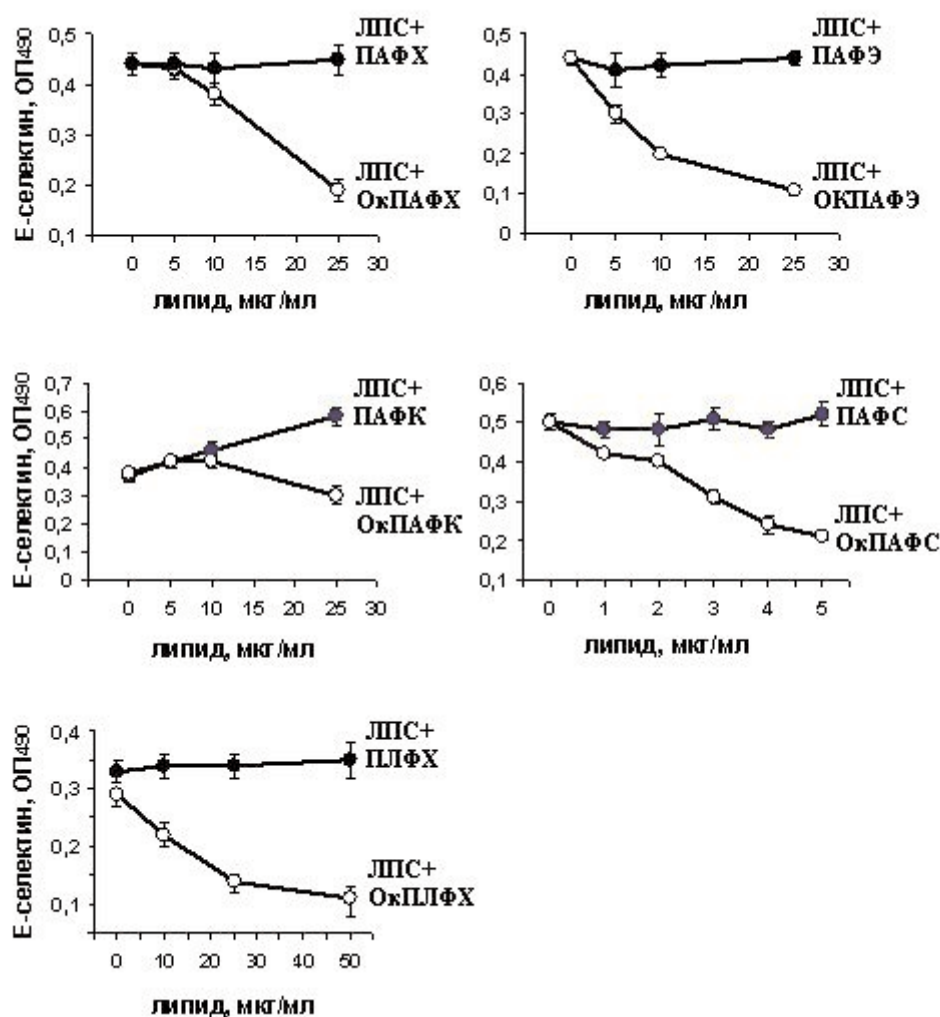 Е-селектин, ОП490
0,5
0,4
0,3
0,2
0,1
0 5 10 15 20 25 30
липид, мкг/мл
ЛПС+
ПАФХ
ЛПС+
ОкПАФХ
0,5
0,4
0,3
0,2
0,1
0
0 5 10 15 20 25 30
липид, мкг/мл
ЛПС+
ПАФЭ
ЛПС+
ОКПАФЭ
Е-селектин, ОП490
0,7
0,6
0,5
0,4
0,3
0,2
0,1
0
0 5 10 15 20 25 30
липид, мкг/мл
ЛПС+
ПАФК
ЛПС+
ОкПАФК
0,6
0,5
0,4
0,3
0,2
0,1
0 1 2 3 4 5
липид, мкг/мл
ЛПС+
ПАФС
ЛПС+
ОкПАФС
Е-селектин, ОП490
0,4
0,3
0,2
0,1
0 10 20 30 40 50
липид, мкг/мл
ЛПС+
ПЛФХ
ЛПС+
ОкПЛФХ